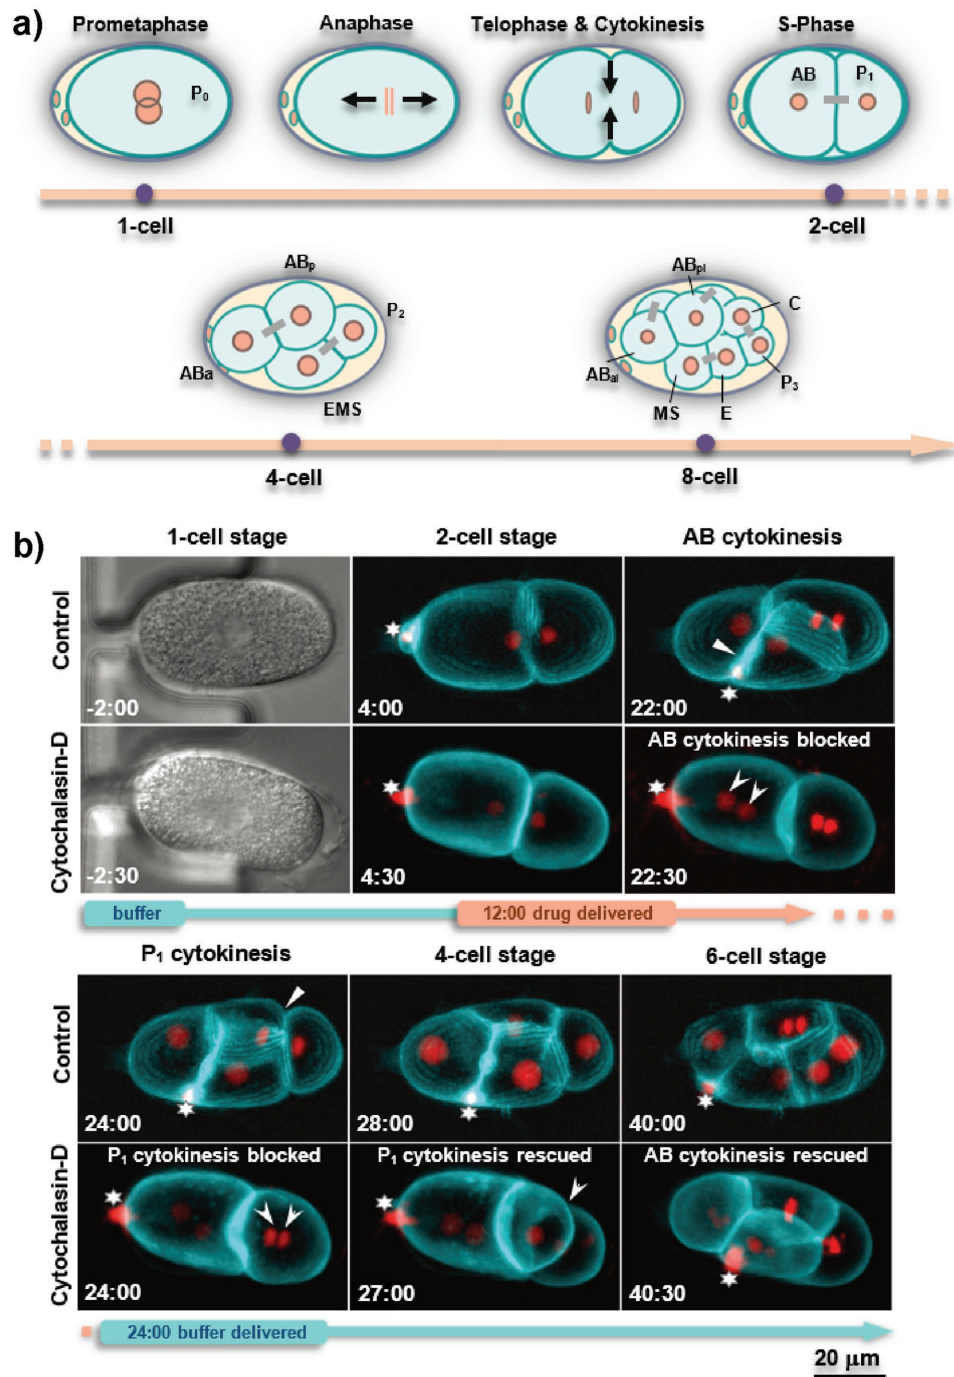 a)
Prometaphase
Anaphase
Telophase & Cytokinesis
S-Phase
P₀
AB
P₁
1-cell
2-cell
ABₚ
P₂
ABa
EMS
ABpl
C
ABal
P₃
MS
E
4-cell
8-cell
b)
1-cell stage
2-cell stage
AB cytokinesis
Control
-2:00
4:00
22:00
Cytochalasin-D
AB cytokinesis blocked
-2:30
4:30
22:30
buffer
12:00 drug delivered
P₁ cytokinesis
4-cell stage
6-cell stage
Control
24:00
28:00
40:00
Cytochalasin-D
P₁ cytokinesis blocked
P₁ cytokinesis rescued
AB cytokinesis rescued
24:00
27:00
40:30
24:00 buffer delivered
20 µm